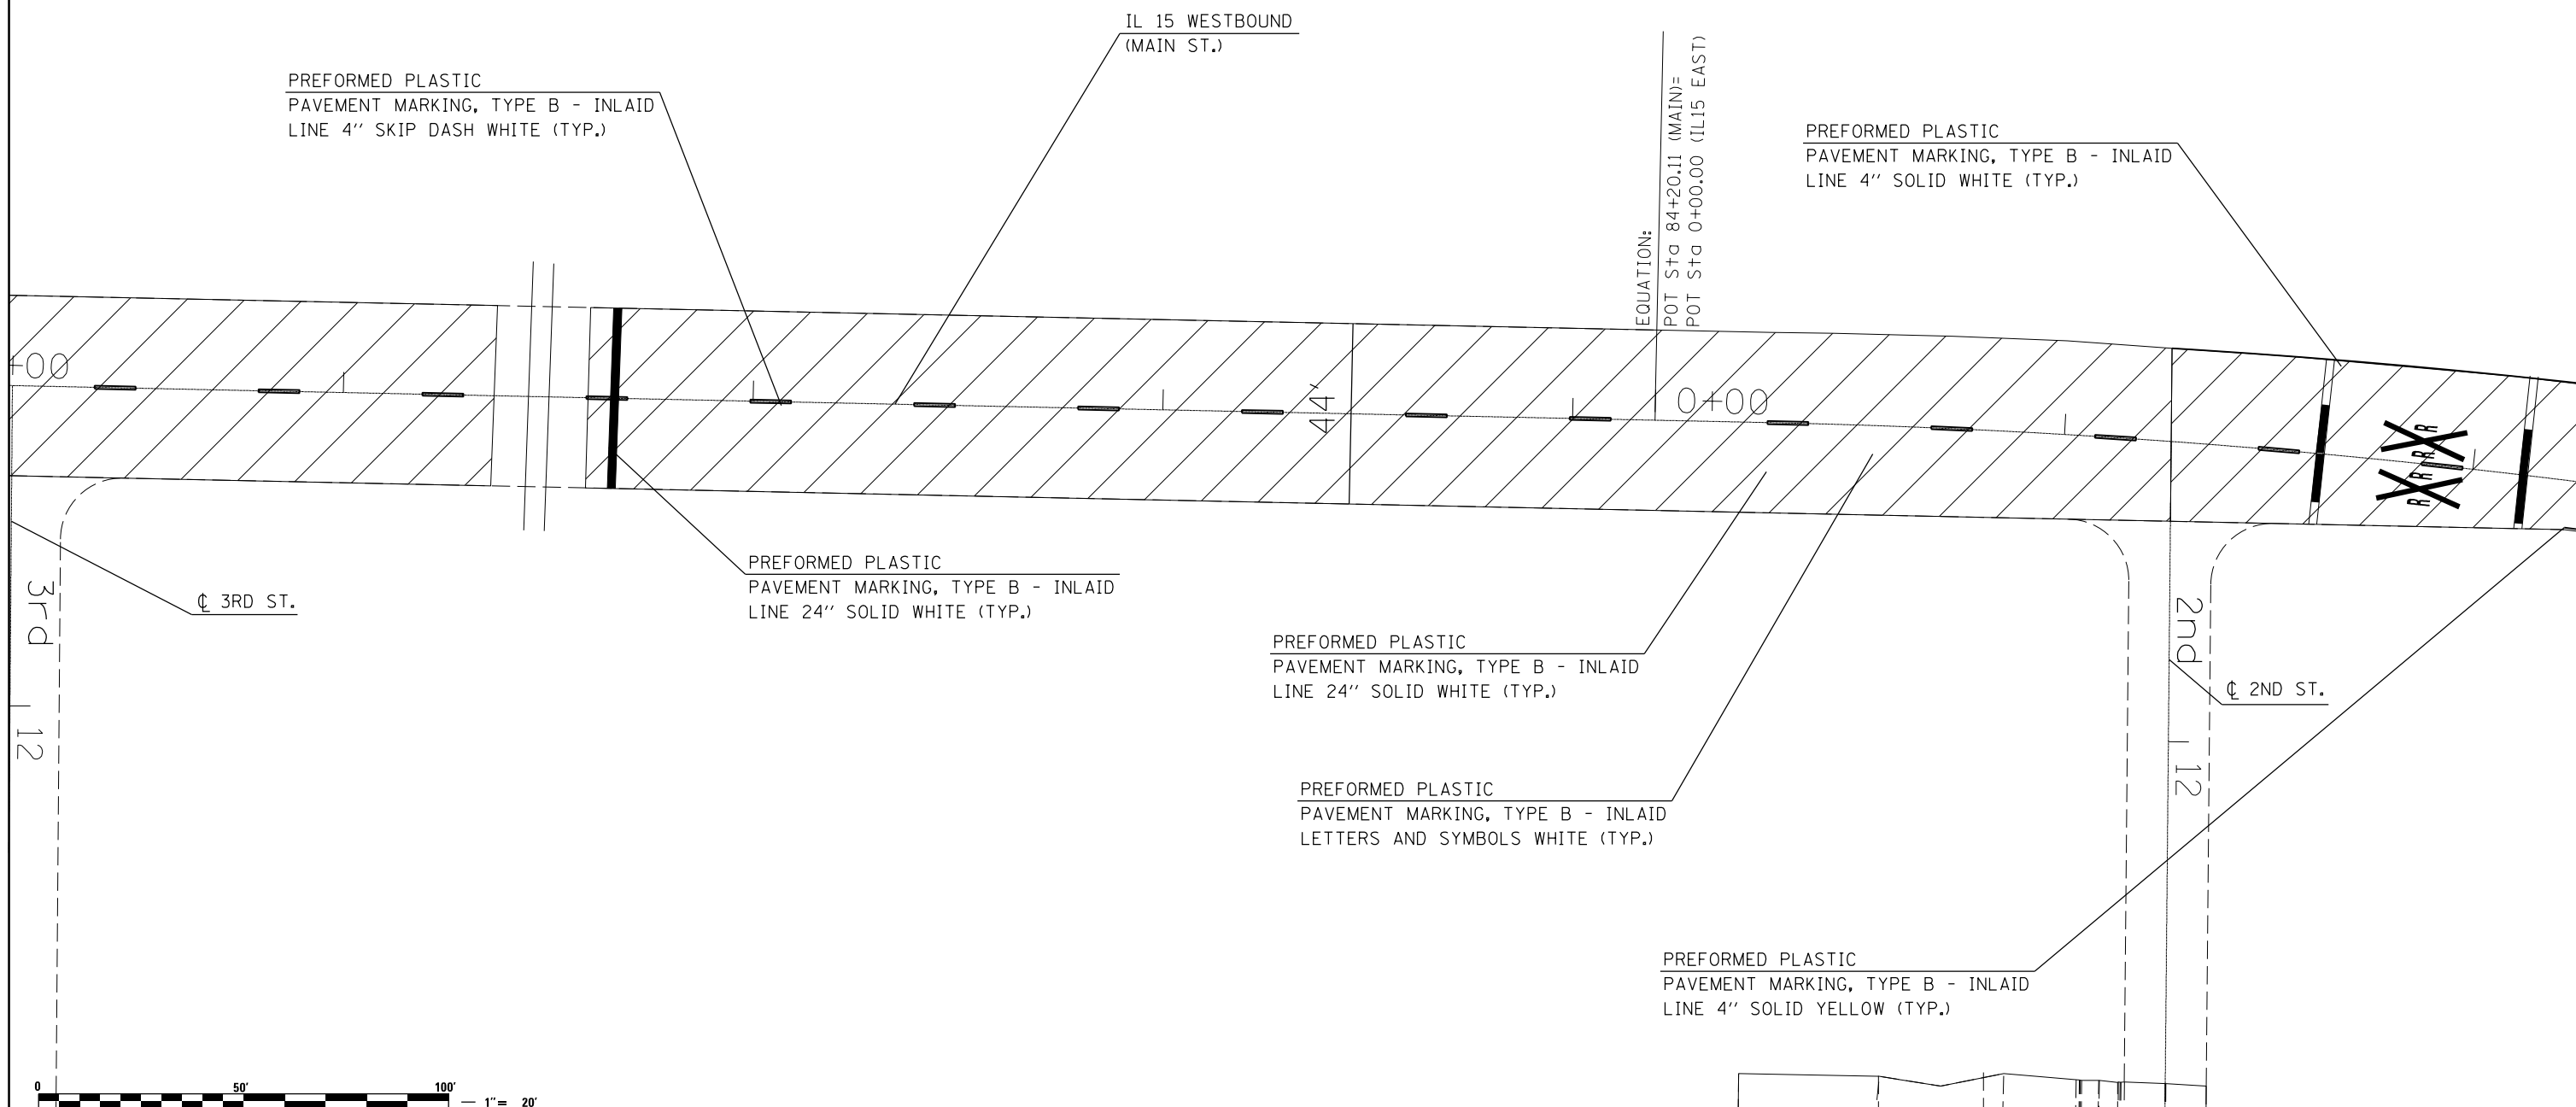 IL 15 WESTBOUND
(MAIN ST.)
PREFORMED PLASTIC
PAVEMENT MARKING, TYPE B - INLAID
LINE 4'' SKIP DASH WHITE (TYP.)
EQUATION:
POT Sta 84+20.11 (MAIN)=
POT Sta 0+00.00 (IL15 EAST)
PREFORMED PLASTIC
PAVEMENT MARKING, TYPE B - INLAID
LINE 4'' SOLID WHITE (TYP.)
+00
44'
0+00
R R
R R
PREFORMED PLASTIC
PAVEMENT MARKING, TYPE B - INLAID
LINE 24'' SOLID WHITE (TYP.)
3rd
℄ 3RD ST.
12
PREFORMED PLASTIC
PAVEMENT MARKING, TYPE B - INLAID
LINE 24'' SOLID WHITE (TYP.)
2nd
℄ 2ND ST.
12
PREFORMED PLASTIC
PAVEMENT MARKING, TYPE B - INLAID
LETTERS AND SYMBOLS WHITE (TYP.)
PREFORMED PLASTIC
PAVEMENT MARKING, TYPE B - INLAID
LINE 4'' SOLID YELLOW (TYP.)
0 50' 100'
1"= 20'